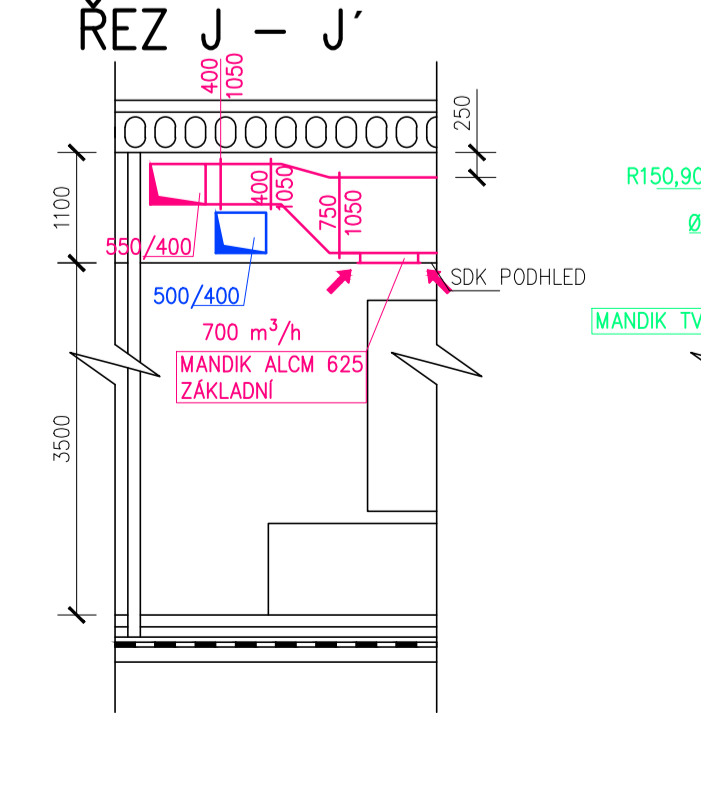 ŘEZ J – J´
400
1050
250
1100
400
1050
750
1050
R150,90
550/400
Ø
500/400
SDK PODHLED
700 m³/h
MANDIK TV
MANDIK ALCM 625
ZÁKLADNÍ
3500